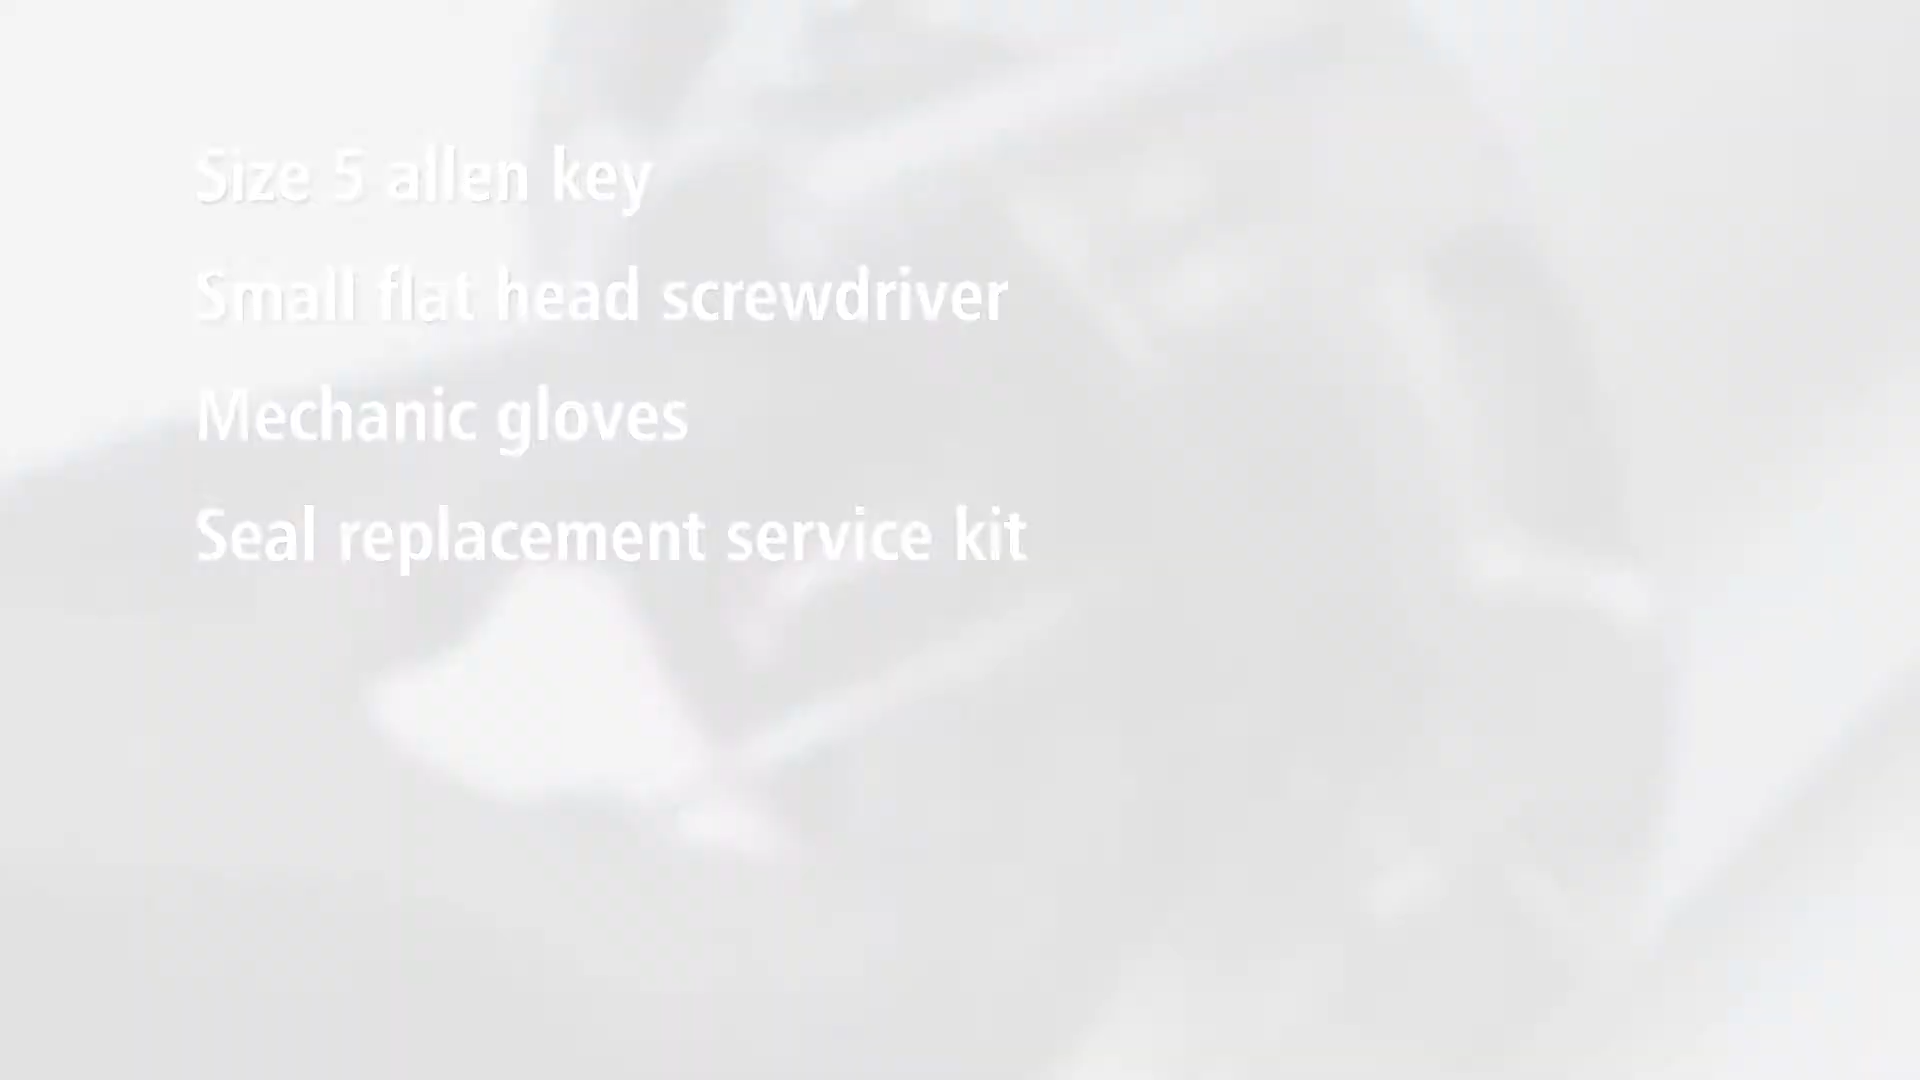 Size 5 allen key
Small flat head screwdriver
Mechanic gloves
Seal replacement service kit